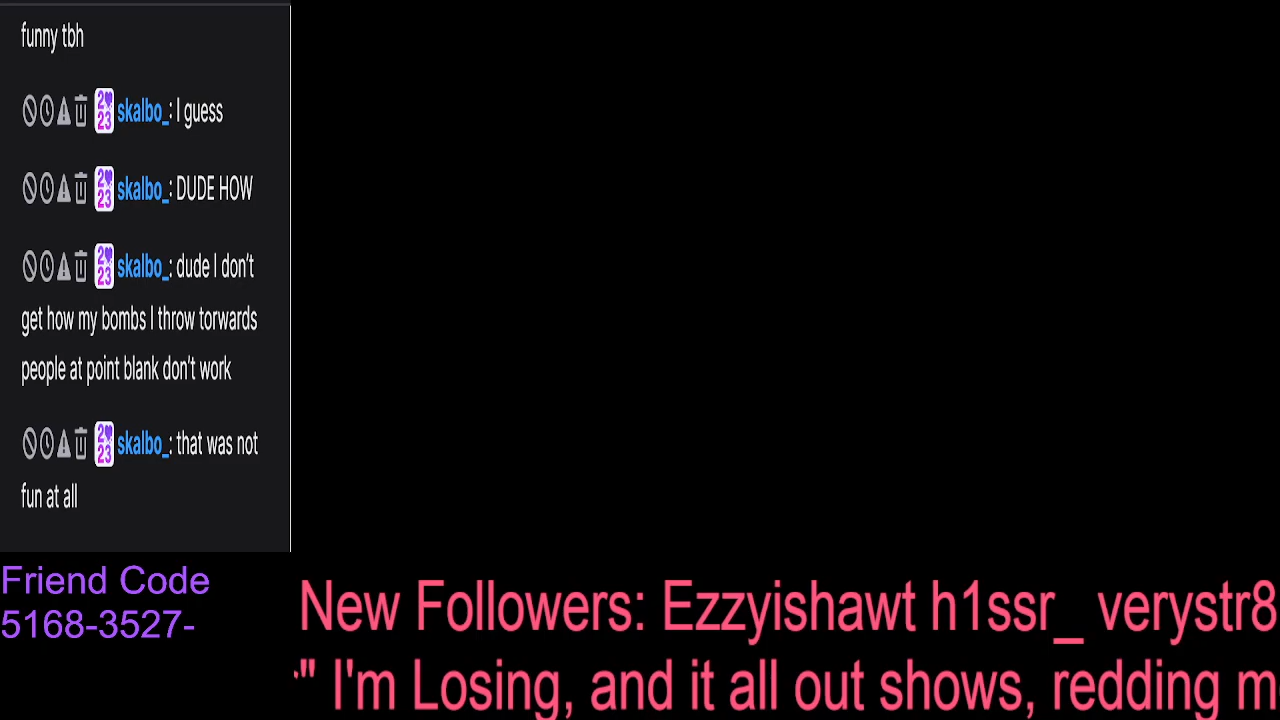 funny tbh
skalbo_: I guess
skalbo_: DUDE HOW
skalbo_: dude I don't
get how my bombs I throw torwards
people at point blank don't work
skalbo_: that was not
fun at all
Friend Code
5168-3527-
New Followers: Ezzyishawt h1ssr_ verystr8
" I'm Losing, and it all out shows, redding m